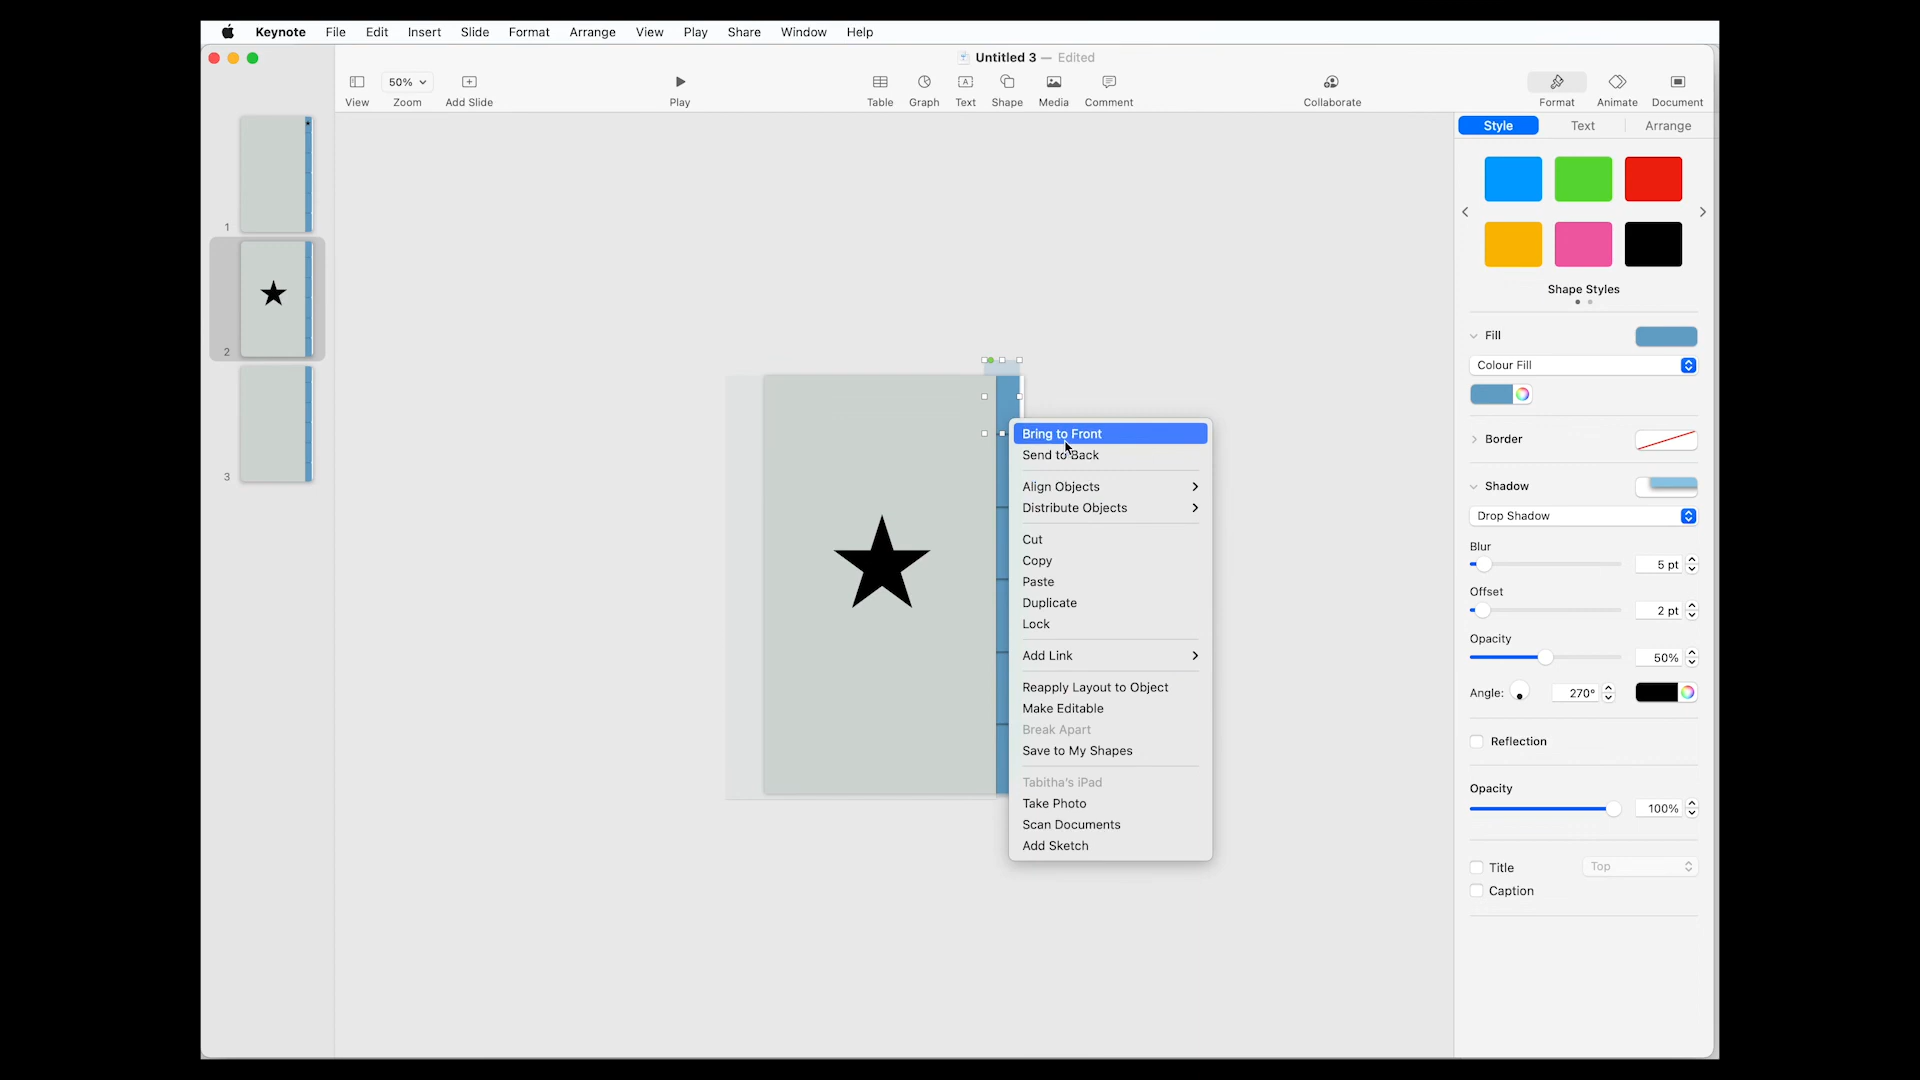 Keynote File Edit Insert Slide Format Arrange View Play Share Window Help
Untitled 3 — Edited
50%
View Zoom Add Slide Play Table Graph Text Shape Media Comment Collaborate Format Animate Document
Style Text Arrange
1
2
3
Shape Styles
Fill
Colour Fill
Border
Shadow
Drop Shadow
Blur
5 pt
Offset
2 pt
Opacity
50%
Angle: 270°
Reflection
Opacity
100%
Title Top
Caption
Bring to Front
Send to Back
Align Objects
Distribute Objects
Cut
Copy
Paste
Duplicate
Lock
Add Link
Reapply Layout to Object
Make Editable
Break Apart
Save to My Shapes
Tabitha's iPad
Take Photo
Scan Documents
Add Sketch